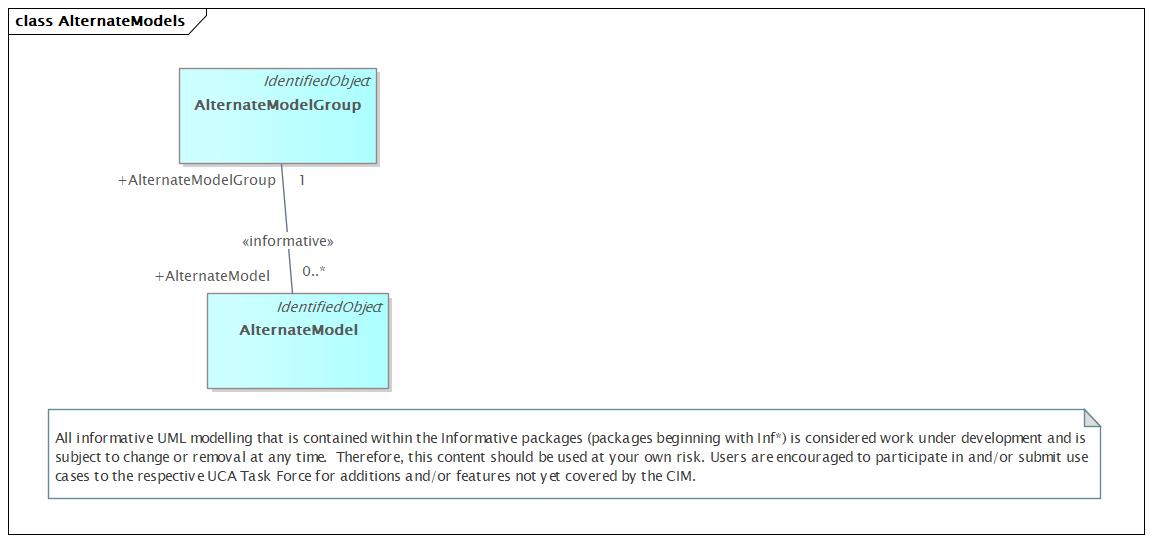 class AlternateModels
IdentifiedObject
AlternateModelGroup
+AlternateModelGroup 1
«informative»
+AlternateModel 0..*
IdentifiedObject
AlternateModel
All informative UML modelling that is contained within the Informative packages (packages beginning with Inf*) is considered work under development and is
subject to change or removal at any time.  Therefore, this content should be used at your own risk. Users are encouraged to participate in and/or submit use
cases to the respective UCA Task Force for additions and/or features not yet covered by the CIM.